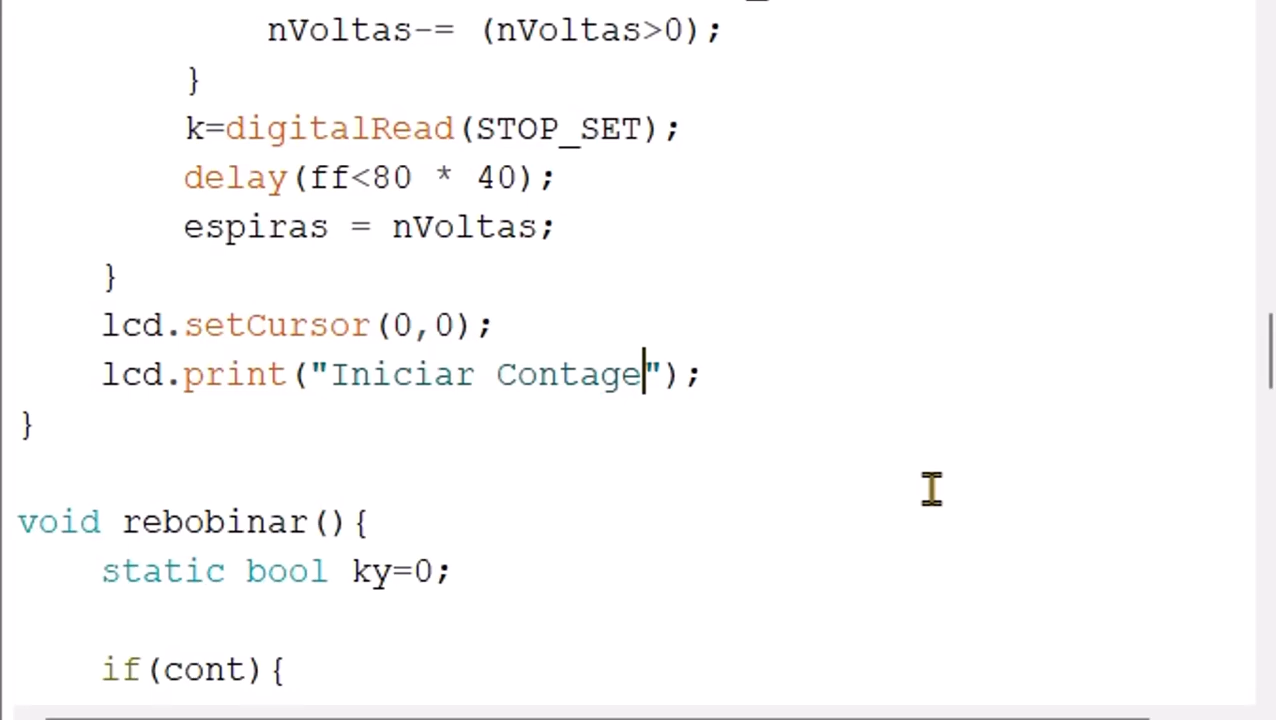 nVoltas-= (nVoltas>0);
}
k=digitalRead(STOP_SET);
delay(ff<80 * 40);
espiras = nVoltas;
}
lcd.setCursor(0,0);
lcd.print("Iniciar Contage");
}
void rebobinar(){
static bool ky=0;
if(cont){